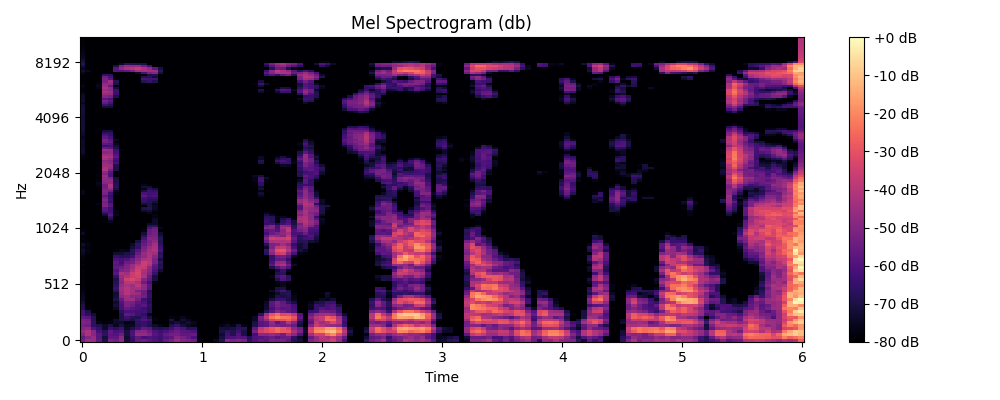 Mel Spectrogram (db)
Hz
8192
4096
2048
1024
512
0
0 1 2 3 4 5 6
Time
+0 dB
-10 dB
-20 dB
-30 dB
-40 dB
-50 dB
-60 dB
-70 dB
-80 dB